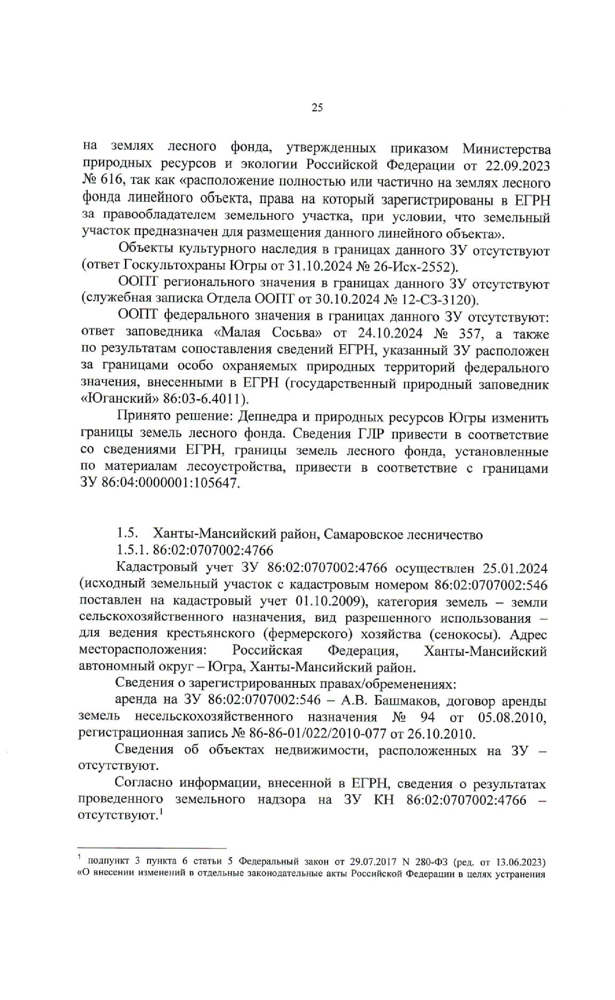 25
на землях лесного фонда, утвержденных приказом Министерства
природных ресурсов и экологии Российской Федерации от 22.09.2023
№ 616, так как «расположение полностью или частично на землях лесного
фонда линейного объекта, права на который зарегистрированы в ЕГРН
за правообладателем земельного участка, при условии, что земельный
участок предназначен для размещения данного линейного объекта».
Объекты культурного наследия в границах данного ЗУ отсутствуют
(ответ Госкультохраны Югры от 31.10.2024 № 26-Исх-2552).
ООПТ регионального значения в границах данного ЗУ отсутствуют
(служебная записка Отдела ООПТ от 30.10.2024 № 12-СЗ-3120).
ООПТ федерального значения в границах данного ЗУ отсутствуют:
ответ заповедника «Малая Сосьва» от 24.10.2024 № 357, а также
по результатам сопоставления сведений ЕГРН, указанный ЗУ расположен
за границами особо охраняемых природных территорий федерального
значения, внесенными в ЕГРН (государственный природный заповедник
«Юганский» 86:03-6.4011).
Принято решение: Депнедра и природных ресурсов Югры изменить
границы земель лесного фонда. Сведения ГЛР привести в соответствие
со сведениями ЕГРН, границы земель лесного фонда, установленные
по материалам лесоустройства, привести в соответствие с границами
ЗУ 86:04:0000001:105647.
1.5. Ханты-Мансийский район, Самаровское лесничество
1.5.1. 86:02:0707002:4766
Кадастровый учет ЗУ 86:02:0707002:4766 осуществлен 25.01.2024
(исходный земельный участок с кадастровым номером 86:02:0707002:546
поставлен на кадастровый учет 01.10.2009), категория земель – земли
сельскохозяйственного назначения, вид разрешенного использования –
для ведения крестьянского (фермерского) хозяйства (сенокосы). Адрес
месторасположения: Российская Федерация, Ханты-Мансийский
автономный округ – Югра, Ханты-Мансийский район.
Сведения о зарегистрированных правах/обременениях:
аренда на ЗУ 86:02:0707002:546 – А.В. Башмаков, договор аренды
земель несельскохозяйственного назначения № 94 от 05.08.2010,
регистрационная запись № 86-86-01/022/2010-077 от 26.10.2010.
Сведения об объектах недвижимости, расположенных на ЗУ –
отсутствуют.
Согласно информации, внесенной в ЕГРН, сведения о результатах
проведенного земельного надзора на ЗУ КН 86:02:0707002:4766 –
отсутствуют.¹
¹ подпункт 3 пункта 6 статьи 5 Федеральный закон от 29.07.2017 N 280-ФЗ (ред. от 13.06.2023)
«О внесении изменений в отдельные законодательные акты Российской Федерации в целях устранения